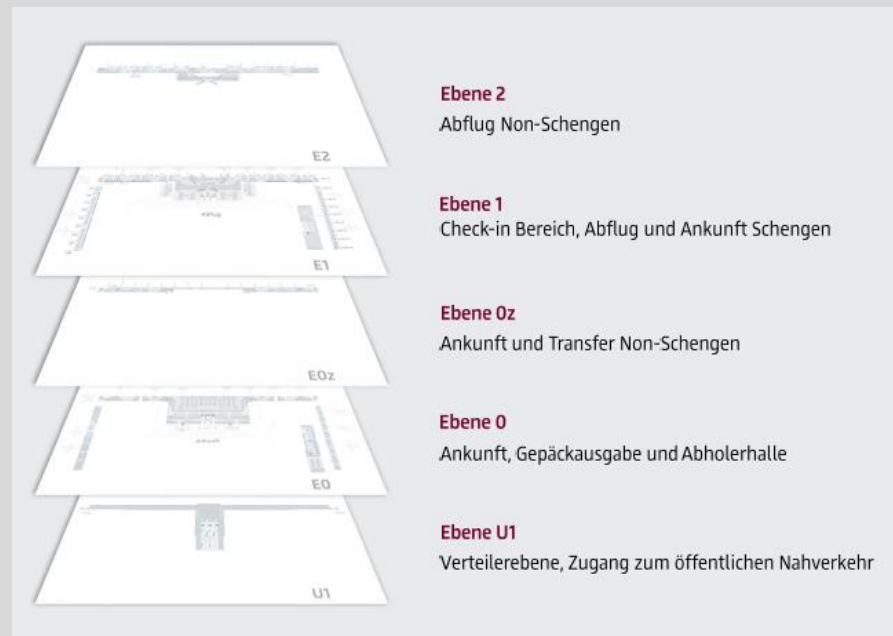 Ebene 2
Abflug Non-Schengen
E2
Ebene 1
Check-in Bereich, Abflug und Ankunft Schengen
E1
Ebene 0z
Ankunft und Transfer Non-Schengen
E0z
Ebene 0
Ankunft, Gepäckausgabe und Abholerhalle
E0
Ebene U1
Verteilerebene, Zugang zum öffentlichen Nahverkehr
U1